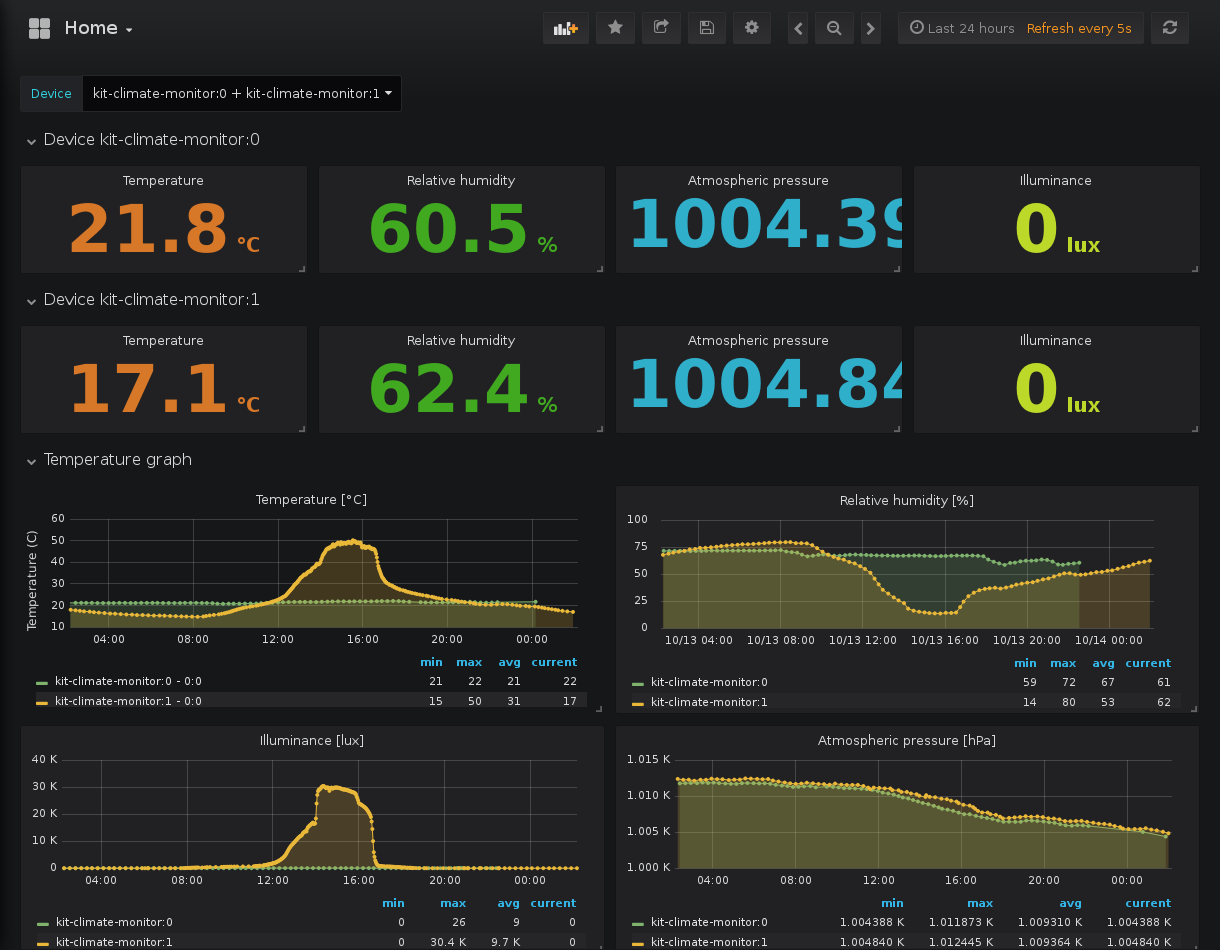 Home
Last 24 hours Refresh every 5s
Device kit-climate-monitor:0 + kit-climate-monitor:1
Device kit-climate-monitor:0
Temperature Relative humidity Atmospheric pressure Illuminance
21.8 °C 60.5 % 1004.39 0 lux
Device kit-climate-monitor:1
Temperature Relative humidity Atmospheric pressure Illuminance
17.1 °C 62.4 % 1004.84 0 lux
Temperature graph
Temperature [°C]
Temperature (C)
60
50
40
30
20
10
04:00 08:00 12:00 16:00 20:00 00:00
min max avg current
kit-climate-monitor:0 - 0:0 21 22 21 22
kit-climate-monitor:1 - 0:0 15 50 31 17
Relative humidity [%]
100
75
50
25
0
10/13 04:00 10/13 08:00 10/13 12:00 10/13 16:00 10/13 20:00 10/14 00:00
min max avg current
kit-climate-monitor:0 59 72 67 61
kit-climate-monitor:1 14 80 53 62
Illuminance [lux]
40 K
30 K
20 K
10 K
0
04:00 08:00 12:00 16:00 20:00 00:00
min max avg current
kit-climate-monitor:0 0 26 9 0
kit-climate-monitor:1 0 30.4 K 9.7 K 0
Atmospheric pressure [hPa]
1.015 K
1.010 K
1.005 K
1.000 K
04:00 08:00 12:00 16:00 20:00 00:00
min max avg current
kit-climate-monitor:0 1.004388 K 1.011873 K 1.009310 K 1.004388 K
kit-climate-monitor:1 1.004840 K 1.012445 K 1.009364 K 1.004840 K